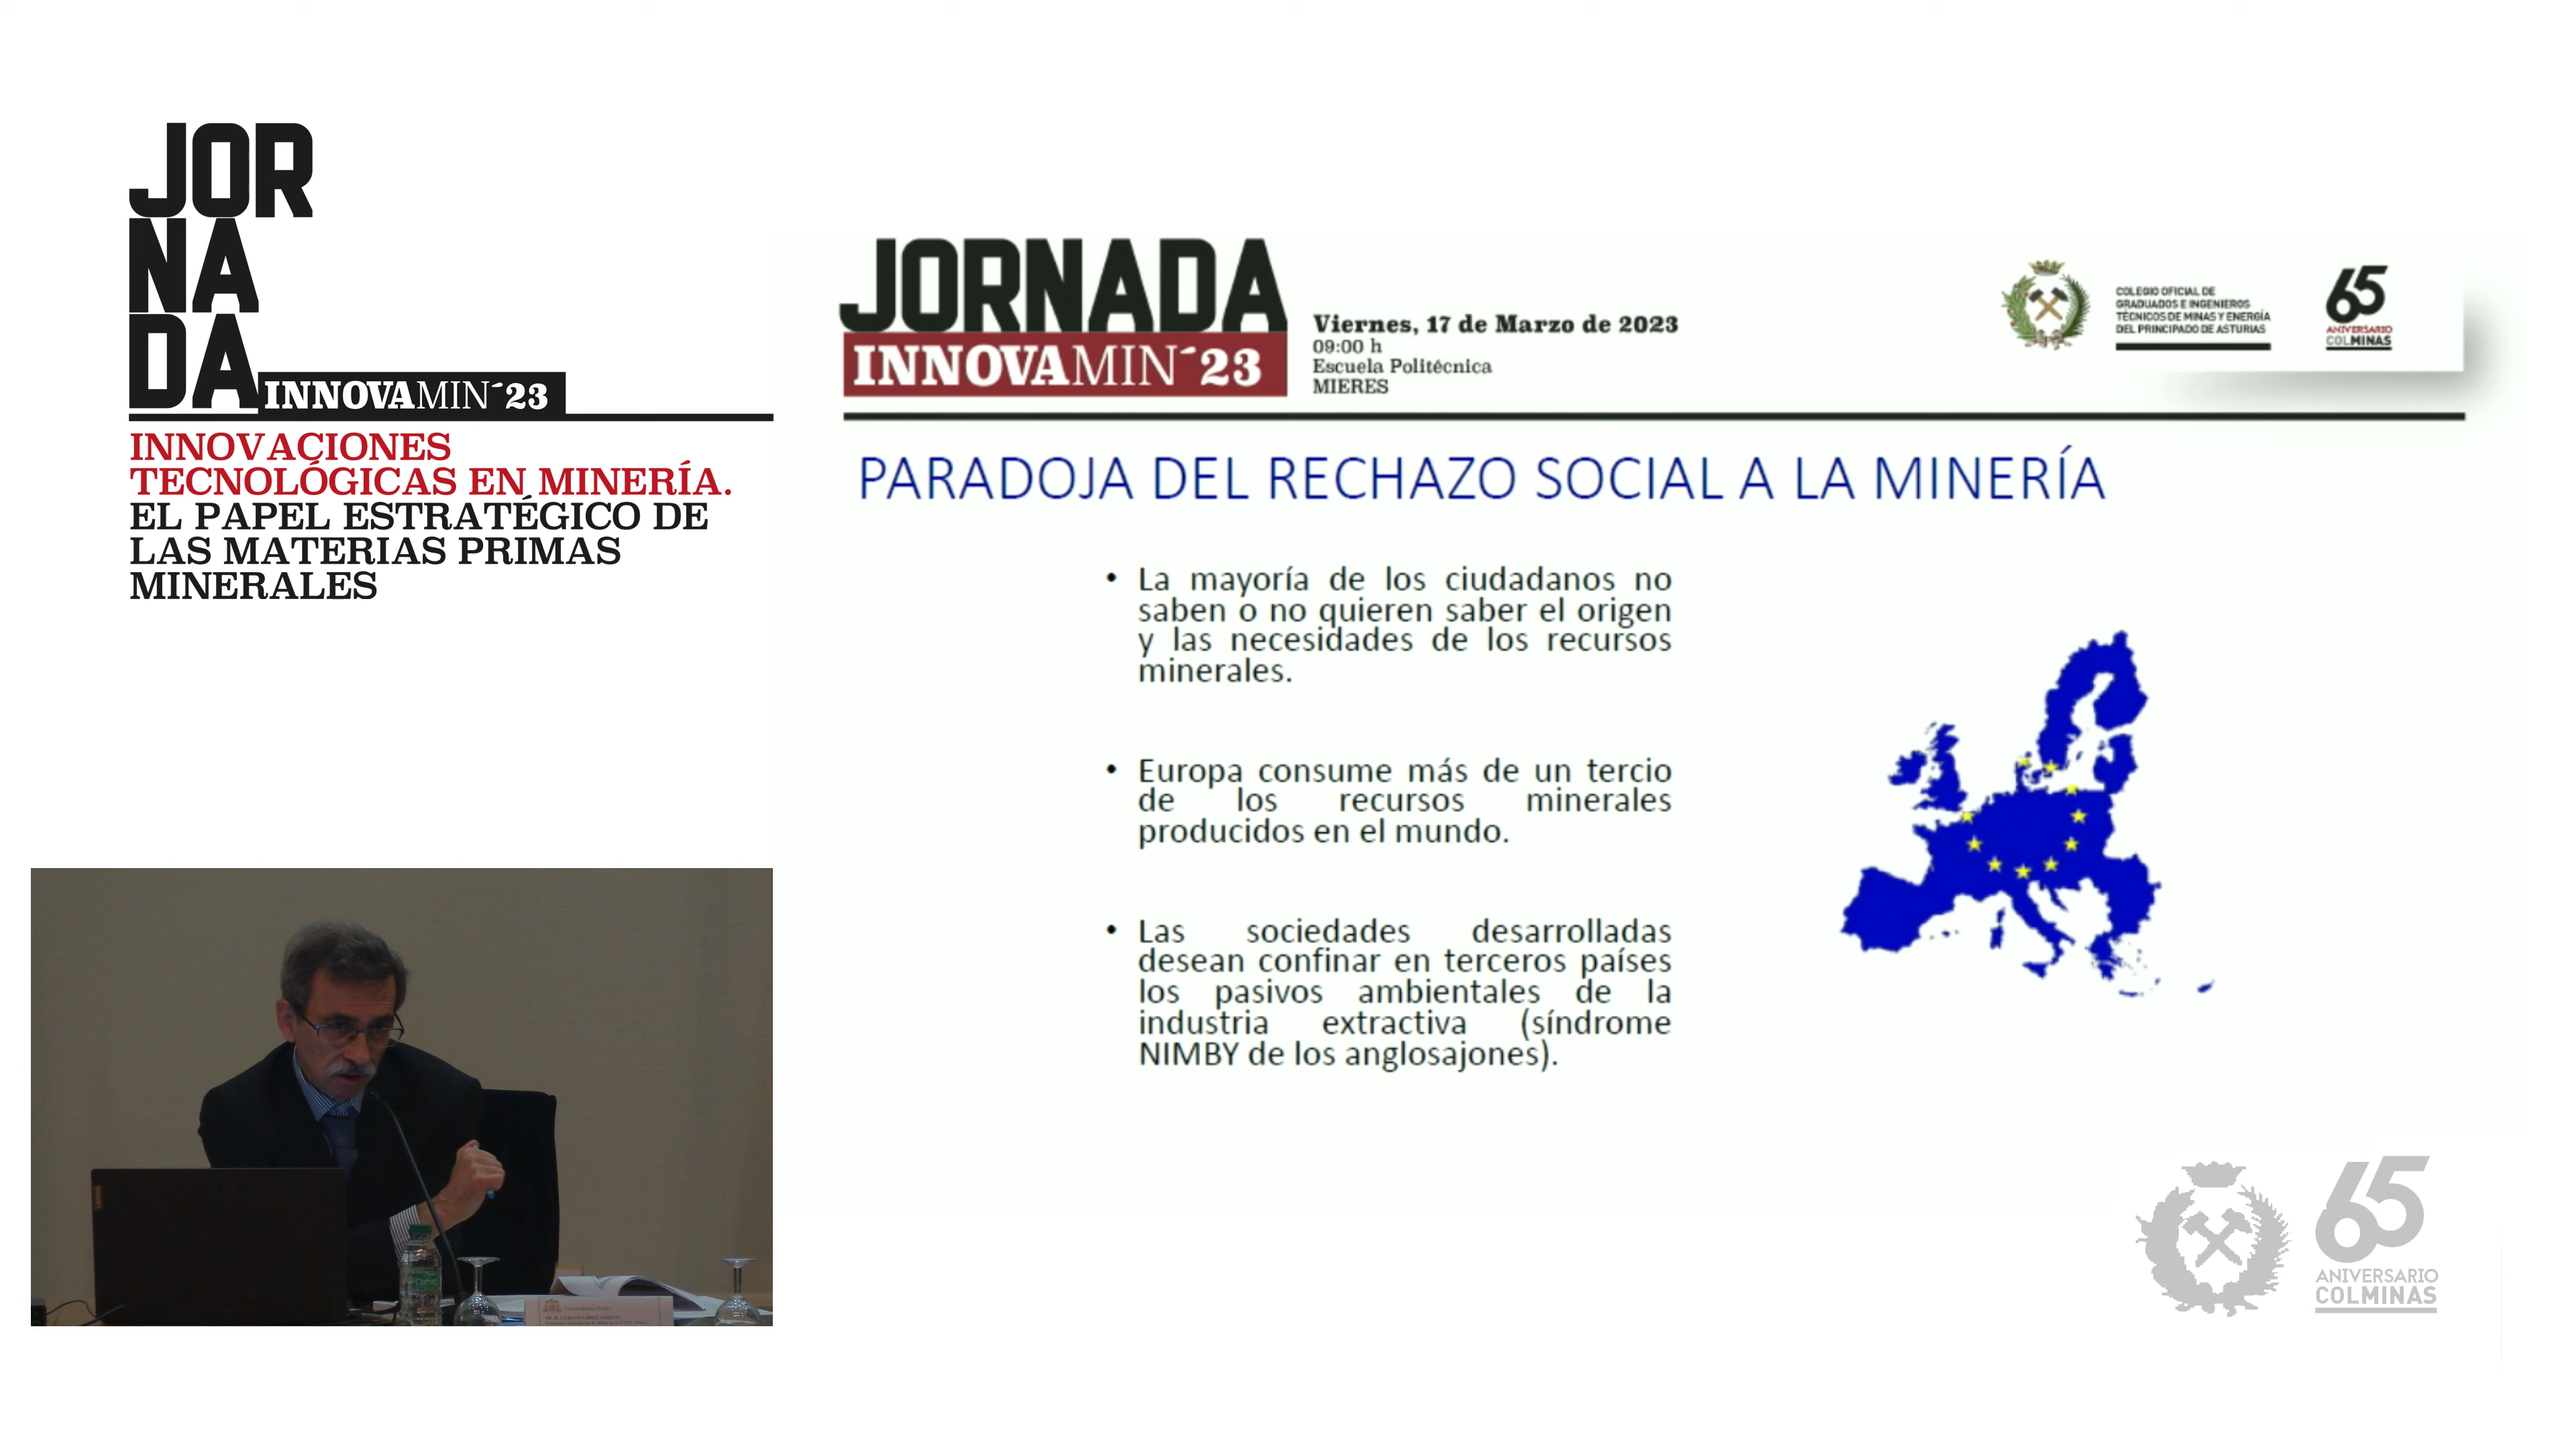 JOR
NA
DA
INNOVAMIN´23
INNOVACIONES
TECNOLÓGICAS EN MINERÍA.
EL PAPEL ESTRATÉGICO DE
LAS MATERIAS PRIMAS
MINERALES
JORNADA
INNOVAMIN´23
Viernes, 17 de Marzo de 2023
09:00 h
Escuela Politécnica
MIERES
COLEGIO OFICIAL DE
GRADUADOS E INGENIEROS
TÉCNICOS DE MINAS Y ENERGÍA
DEL PRINCIPADO DE ASTURIAS
65
ANIVERSARIO
COLMINAS
PARADOJA DEL RECHAZO SOCIAL A LA MINERÍA
• La mayoría de los ciudadanos no
saben o no quieren saber el origen
y las necesidades de los recursos
minerales.
• Europa consume más de un tercio
de los recursos minerales
producidos en el mundo.
• Las sociedades desarrolladas
desean confinar en terceros países
los pasivos ambientales de la
industria extractiva (síndrome
NIMBY de los anglosajones).
65
ANIVERSARIO
COLMINAS